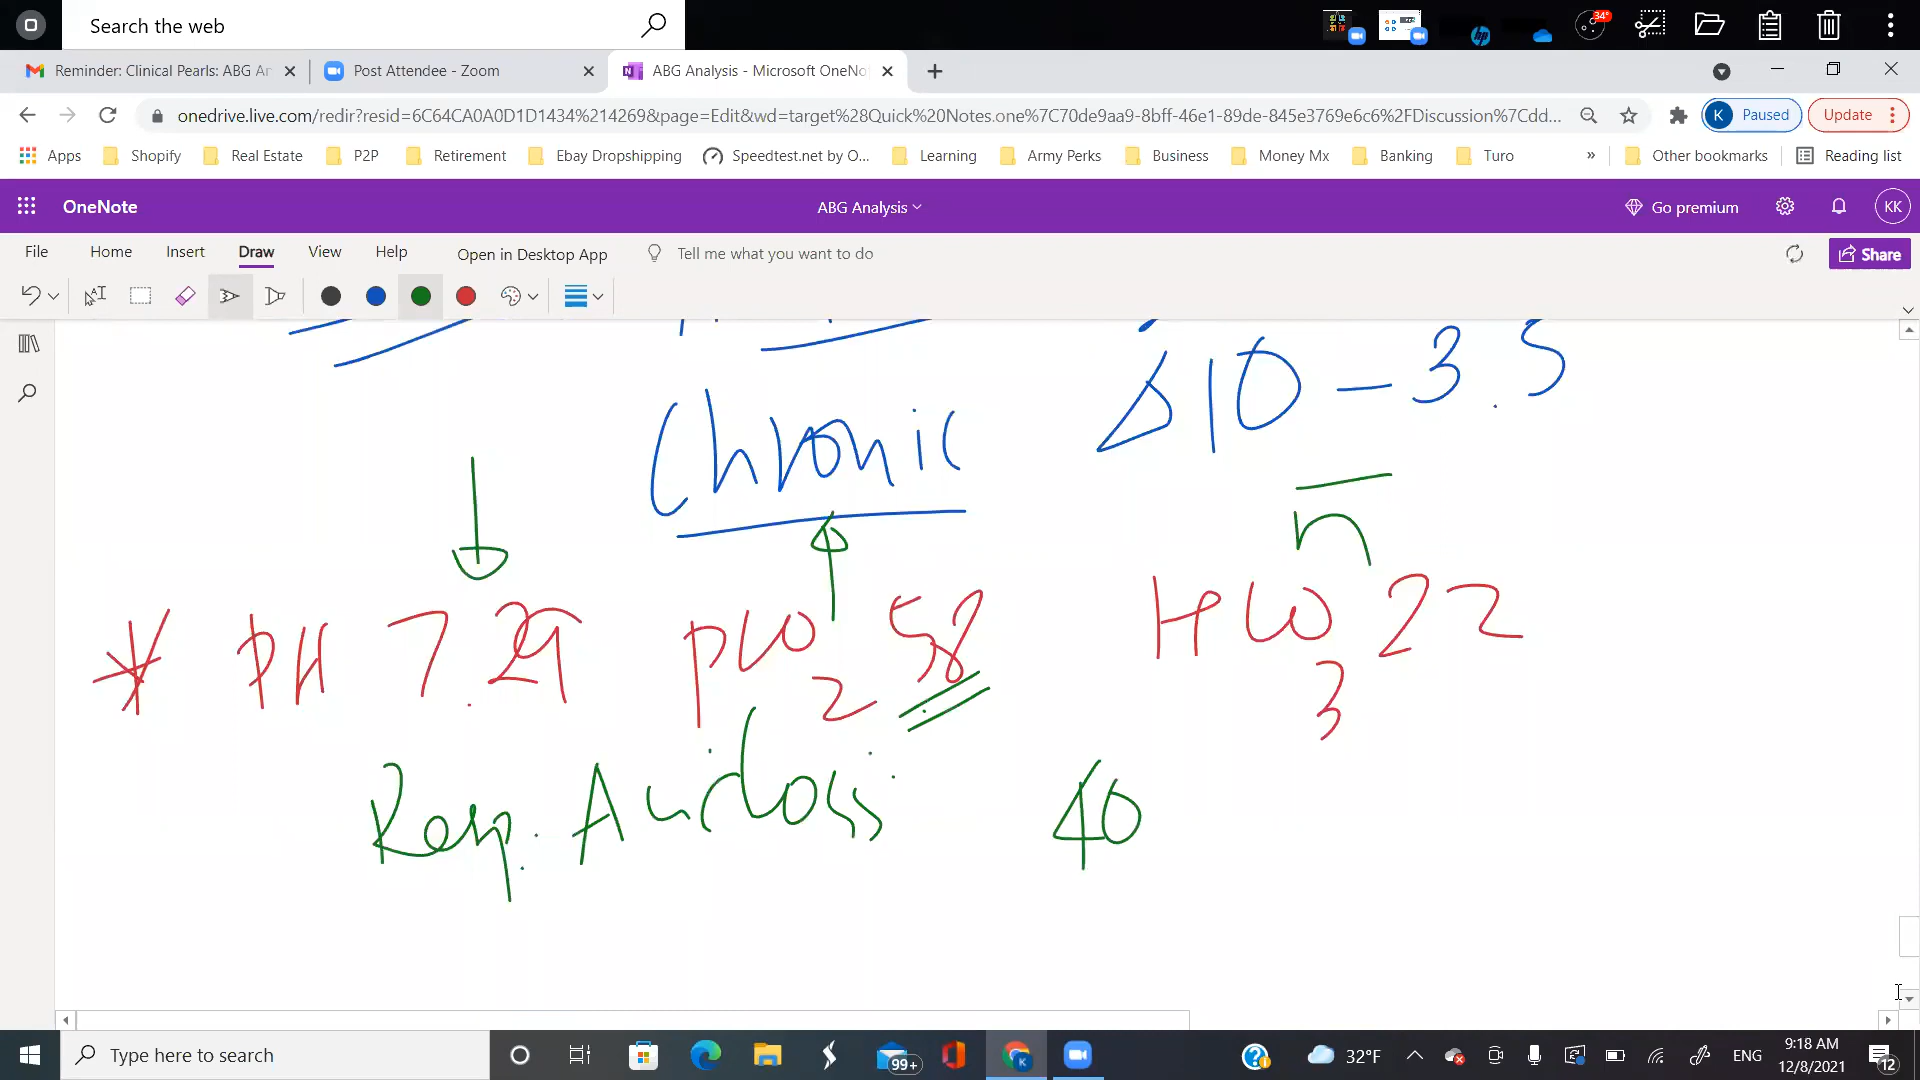 Search the web
34°
Reminder: Clinical Pearls: ABG An
Post Attendee - Zoom
ABG Analysis - Microsoft OneNo
onedrive.live.com/redir?resid=6C64CA0A0D1D1434%214269&page=Edit&wd=target%28Quick%20Notes.one%7C70de9aa9-8bff-46e1-89de-845e3769e6c6%2FDiscussion%7Cdd...
K Paused
Update
Apps Shopify Real Estate P2P Retirement Ebay Dropshipping Speedtest.net by O... Learning Army Perks Business Money Mx Banking Turo » Other bookmarks Reading list
OneNote
ABG Analysis
Go premium
KK
File Home Insert Draw View Help Open in Desktop App Tell me what you want to do
Share
Δ10 - 3.5
Chronic
n
* PH 7.29 pCO2 58 HCO3 22
Resp. Acidosis 40
Type here to search
99+
32°F
ENG
9:18 AM
12/8/2021
12